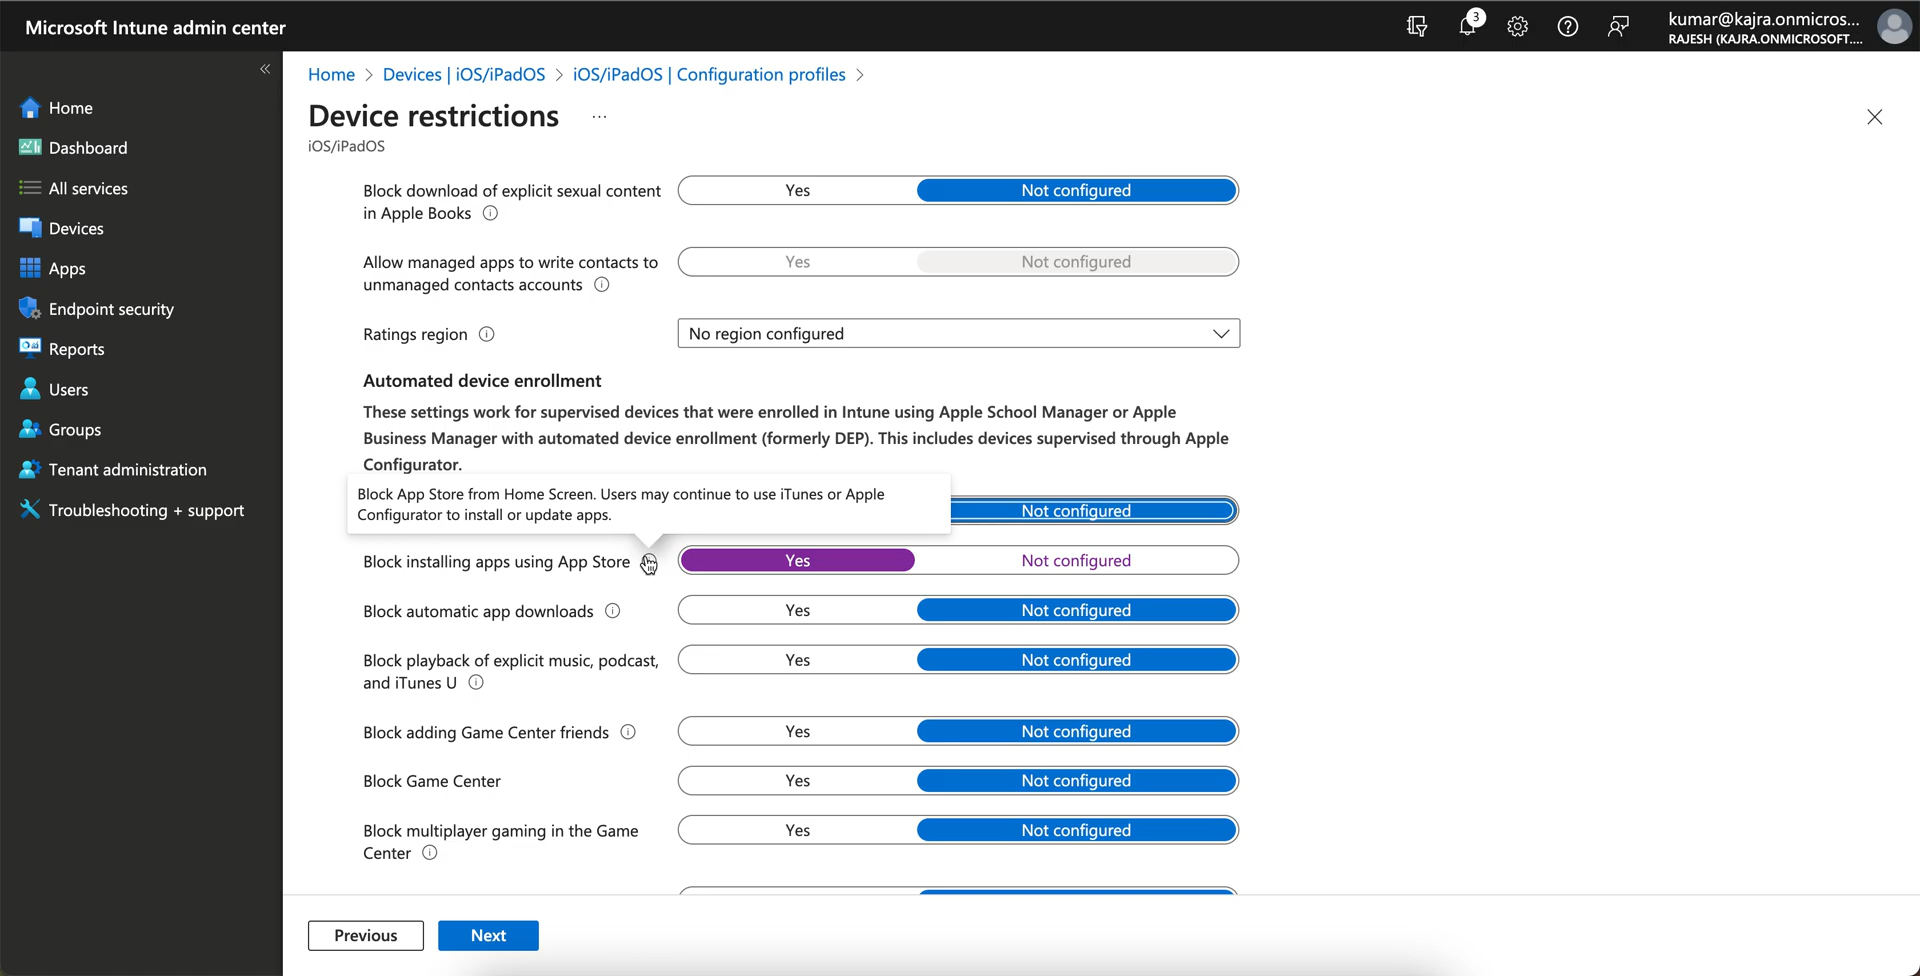 Microsoft Intune admin center
3
kumar@kajra.onmicros...
RAJESH (KAJRA.ONMICROSOFT....
«
Home
Dashboard
All services
Devices
Apps
Endpoint security
Reports
Users
Groups
Tenant administration
Troubleshooting + support
Home > Devices | iOS/iPadOS > iOS/iPadOS | Configuration profiles >
Device restrictions ...
iOS/iPadOS
Block download of explicit sexual content
in Apple Books
Yes Not configured
Allow managed apps to write contacts to
unmanaged contacts accounts
Yes Not configured
Ratings region
No region configured
Automated device enrollment
These settings work for supervised devices that were enrolled in Intune using Apple School Manager or Apple
Business Manager with automated device enrollment (formerly DEP). This includes devices supervised through Apple
Configurator.
Block App Store from Home Screen. Users may continue to use iTunes or Apple
Configurator to install or update apps.
Not configured
Block installing apps using App Store
Yes Not configured
Block automatic app downloads
Yes Not configured
Block playback of explicit music, podcast,
and iTunes U
Yes Not configured
Block adding Game Center friends
Yes Not configured
Block Game Center
Yes Not configured
Block multiplayer gaming in the Game
Center
Yes Not configured
Previous
Next